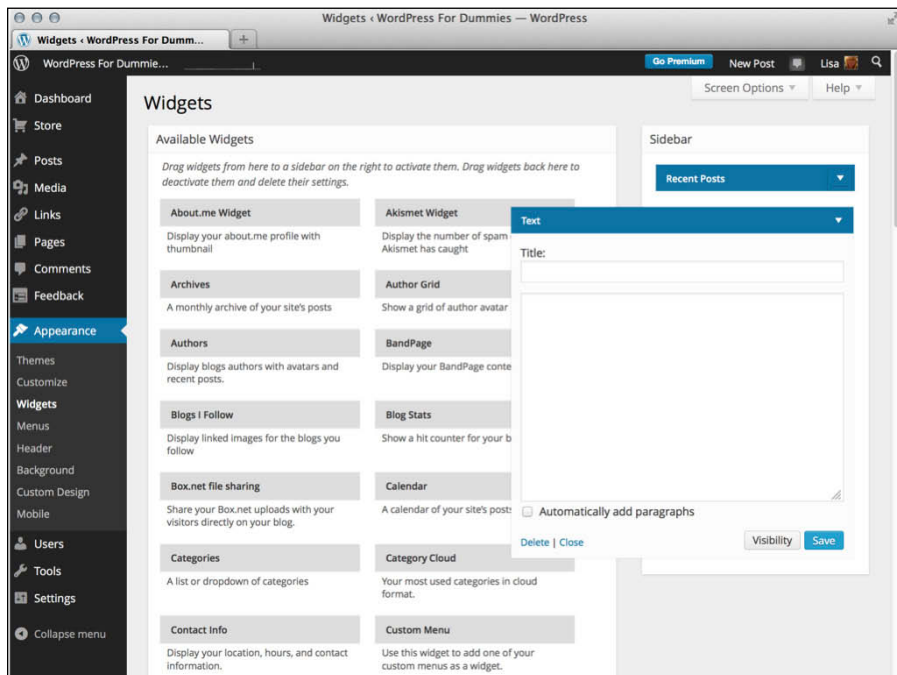 Widgets ‹ WordPress For Dummies — WordPress
Widgets ‹ WordPress For Dumm...
WordPress For Dummie...
Go Premium
New Post
Lisa
Screen Options
Help
Dashboard
Store
Posts
Media
Links
Pages
Comments
Feedback
Appearance
Themes
Customize
Widgets
Menus
Header
Background
Custom Design
Mobile
Users
Tools
Settings
Collapse menu
Widgets
Available Widgets
Drag widgets from here to a sidebar on the right to activate them. Drag widgets back here to
deactivate them and delete their settings.
About.me Widget
Display your about.me profile with
thumbnail
Akismet Widget
Display the number of spam
Akismet has caught
Archives
A monthly archive of your site's posts
Author Grid
Show a grid of author avatar
Authors
Display blogs authors with avatars and
recent posts.
BandPage
Display your BandPage conte
Blogs I Follow
Display linked images for the blogs you
follow
Blog Stats
Show a hit counter for your b
Box.net file sharing
Share your Box.net uploads with your
visitors directly on your blog.
Calendar
A calendar of your site's posts
Categories
A list or dropdown of categories
Category Cloud
Your most used categories in cloud
format.
Contact Info
Display your location, hours, and contact
information.
Custom Menu
Use this widget to add one of your
custom menus as a widget.
Sidebar
Recent Posts
Text
Title:
Automatically add paragraphs
Delete | Close
Visibility
Save